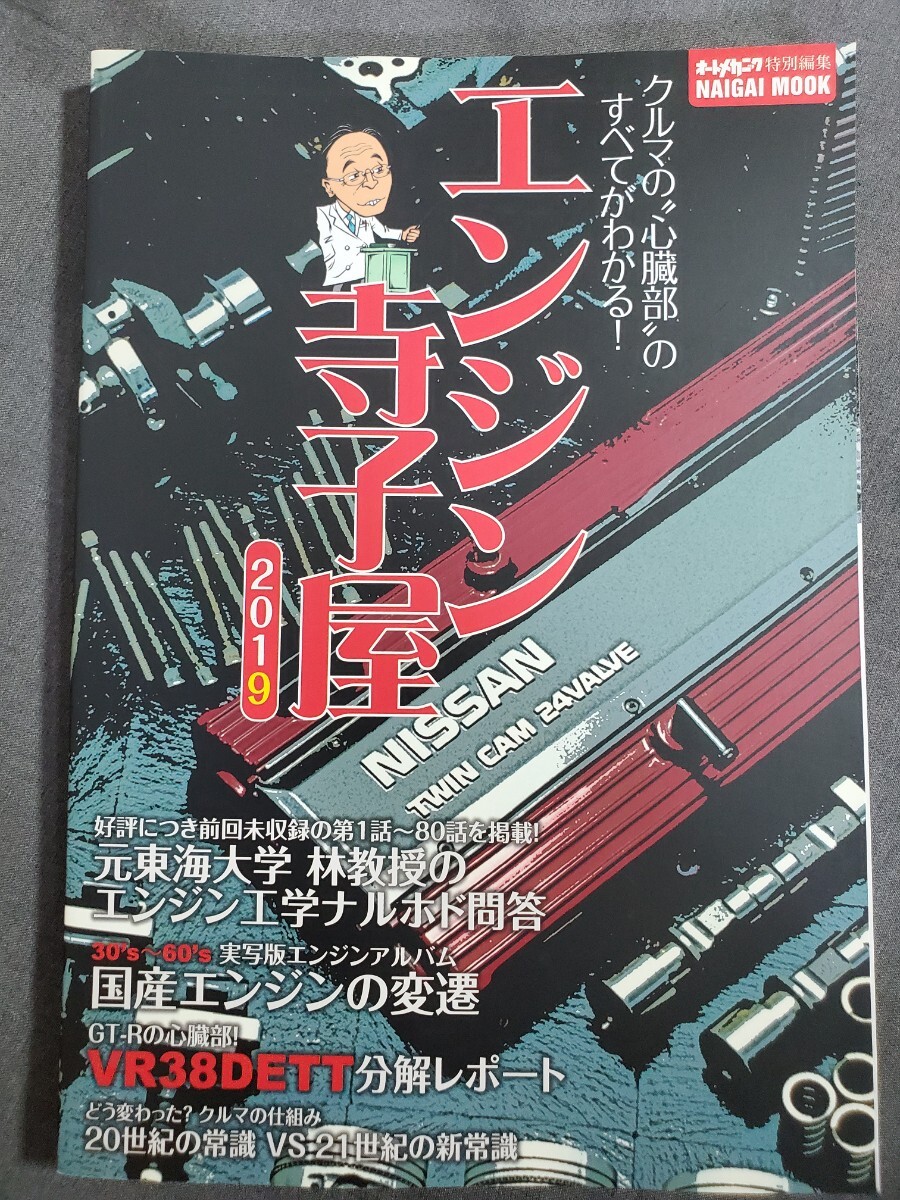 オートメカニック特別編集
NAIGAI MOOK
クルマの〝心臓部〟の
すべてがわかる!
エンジン
寺子屋
2019
NISSAN
TWIN CAM 24VALVE
好評につき前回未収録の第1話〜80話を掲載!
元東海大学 林教授の
エンジン工学ナルホド問答
30's〜60's 実写版エンジンアルバム
国産エンジンの変遷
GT-Rの心臓部!
VR38DETT分解レポート
どう変わった? クルマの仕組み
20世紀の常識 VS.21世紀の新常識